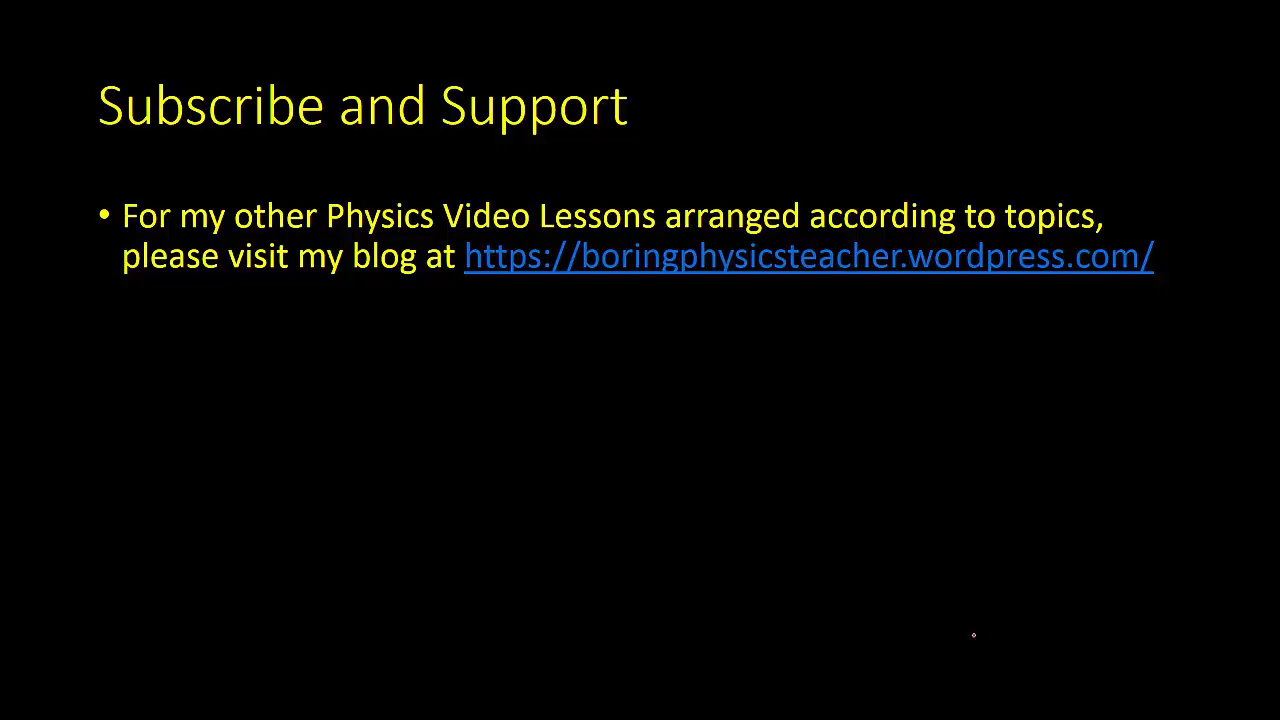 Subscribe and Support
• For my other Physics Video Lessons arranged according to topics,
please visit my blog at https://boringphysicsteacher.wordpress.com/